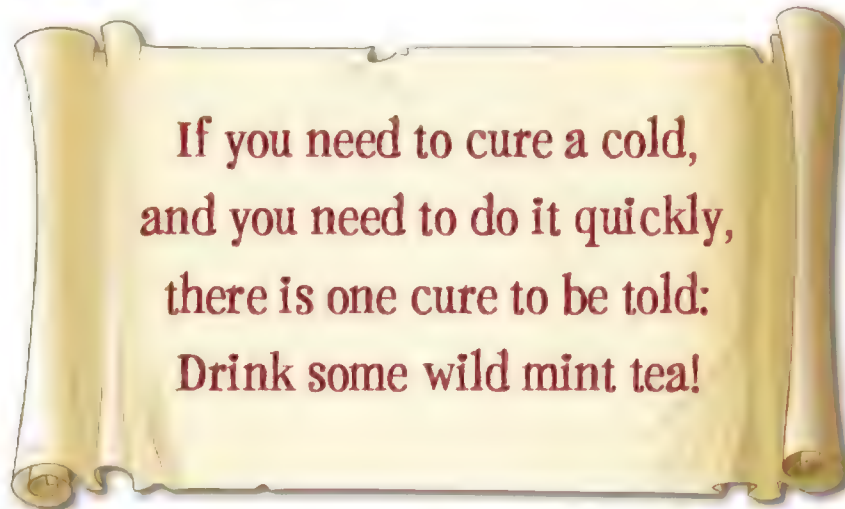 If you need to cure a cold,
and you need to do it quickly,
there is one cure to be told:
Drink some wild mint tea!